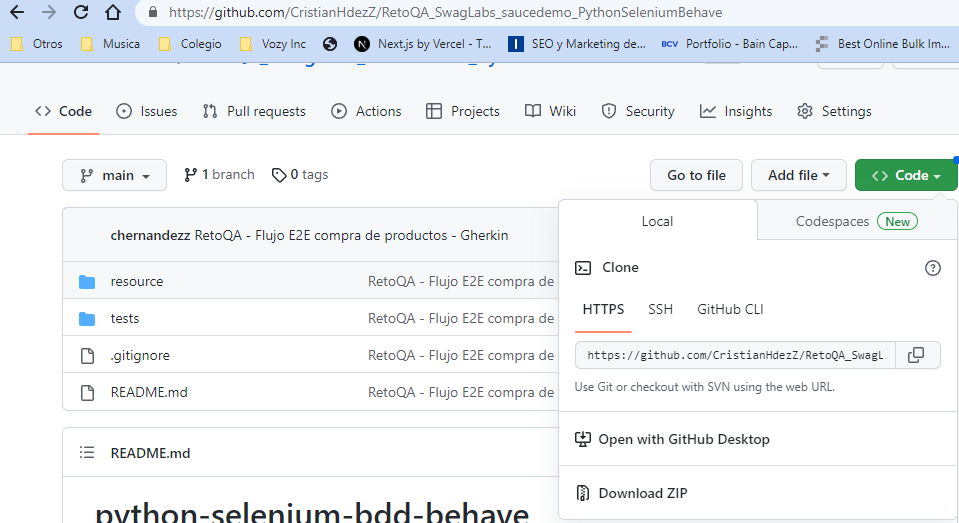 https://github.com/CristianHdezZ/RetoQA_SwagLabs_saucedemo_PythonSeleniumBehave
Otros Musica Colegio Vozy Inc Next.js by Vercel - T... SEO y Marketing de... BCV Portfolio - Bain Cap... Best Online Bulk Im...
Code Issues Pull requests Actions Projects Wiki Security Insights Settings
main 1 branch 0 tags Go to file Add file Code
chernandezz RetoQA - Flujo E2E compra de productos - Gherkin
resource RetoQA - Flujo E2E compra de
tests RetoQA - Flujo E2E compra de
.gitignore RetoQA - Flujo E2E compra de
README.md RetoQA - Flujo E2E compra de
README.md
python-selenium-bdd-behave
Local Codespaces New
Clone
HTTPS SSH GitHub CLI
https://github.com/CristianHdezZ/RetoQA_SwagL
Use Git or checkout with SVN using the web URL.
Open with GitHub Desktop
Download ZIP